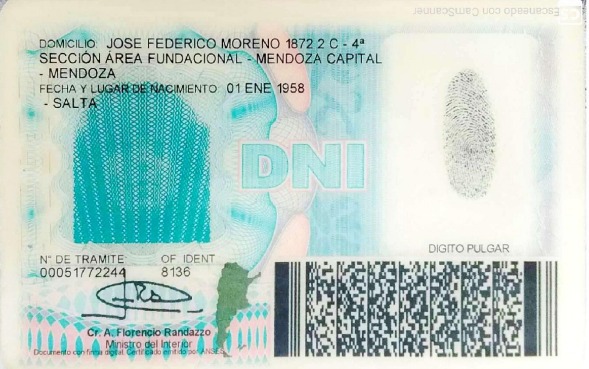 Escaneado con CamScanner
DOMICILIO: JOSE FEDERICO MORENO 1872 2 C - 4ª
SECCIÓN ÁREA FUNDACIONAL - MENDOZA CAPITAL
- MENDOZA
FECHA Y LUGAR DE NACIMIENTO: 01 ENE 1958
- SALTA
DNI
DIGITO PULGAR
N° DE TRAMITE OF IDENT
00051772244 8136
Cr. A. Florencio Randazzo
Ministro del Interior
Documento con firma digital. Certificado emitido por ANSES